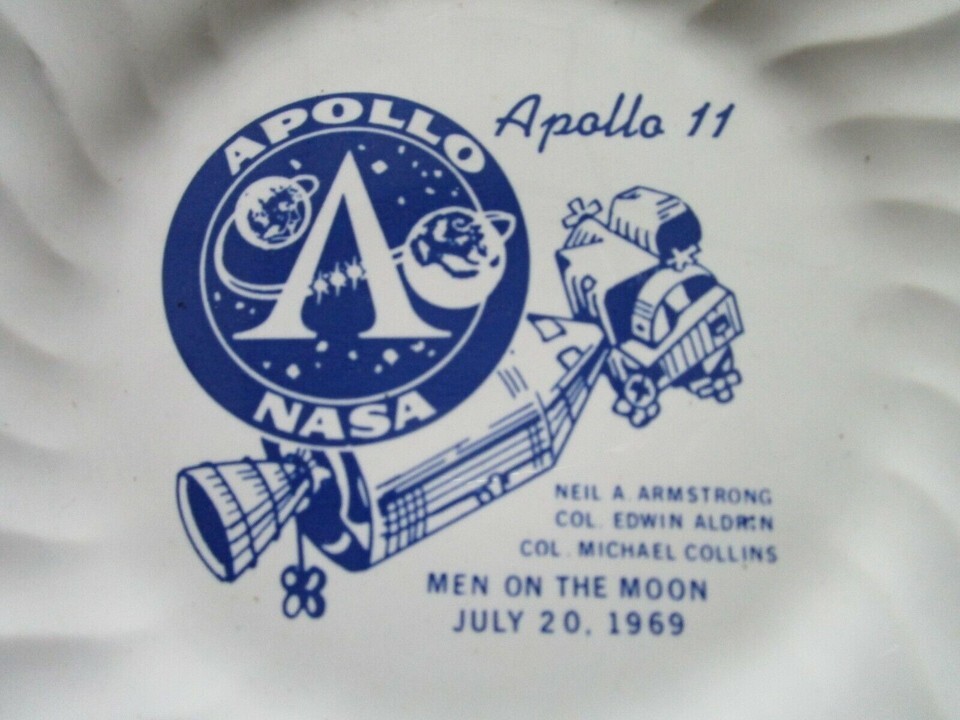 APOLLO
A
NASA
Apollo 11
NEIL A. ARMSTRONG
COL. EDWIN ALDRIN
COL. MICHAEL COLLINS
MEN ON THE MOON
JULY 20, 1969